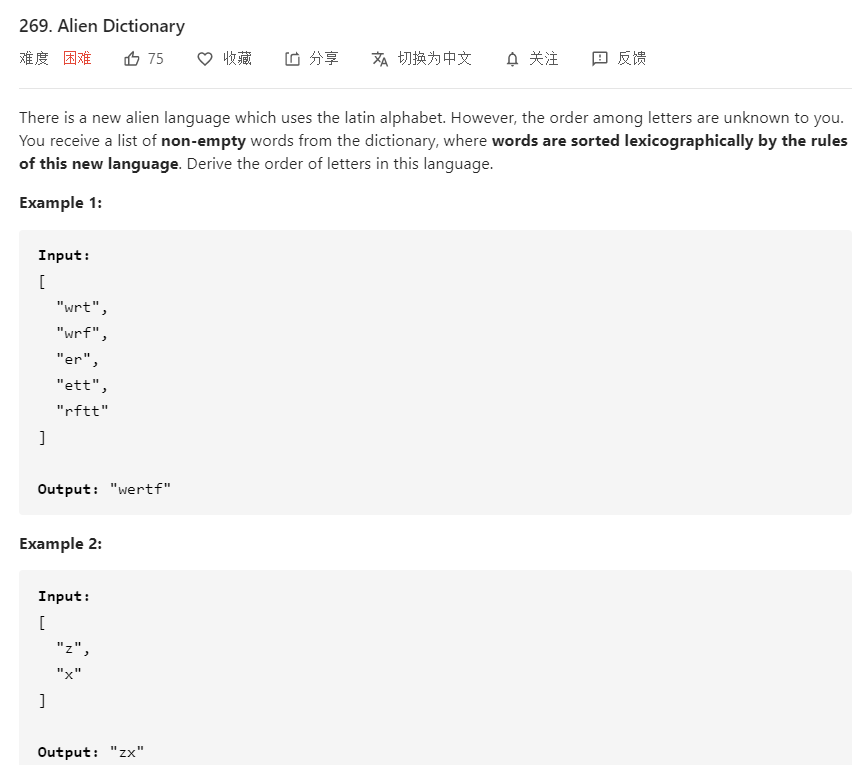 269. Alien Dictionary
难度 困难 75 收藏 分享 切换为中文 关注 反馈
There is a new alien language which uses the latin alphabet. However, the order among letters are unknown to you.
You receive a list of non-empty words from the dictionary, where words are sorted lexicographically by the rules
of this new language. Derive the order of letters in this language.
Example 1:
Input:
[
"wrt",
"wrf",
"er",
"ett",
"rftt"
]
Output: "wertf"
Example 2:
Input:
[
"z",
"x"
]
Output: "zx"